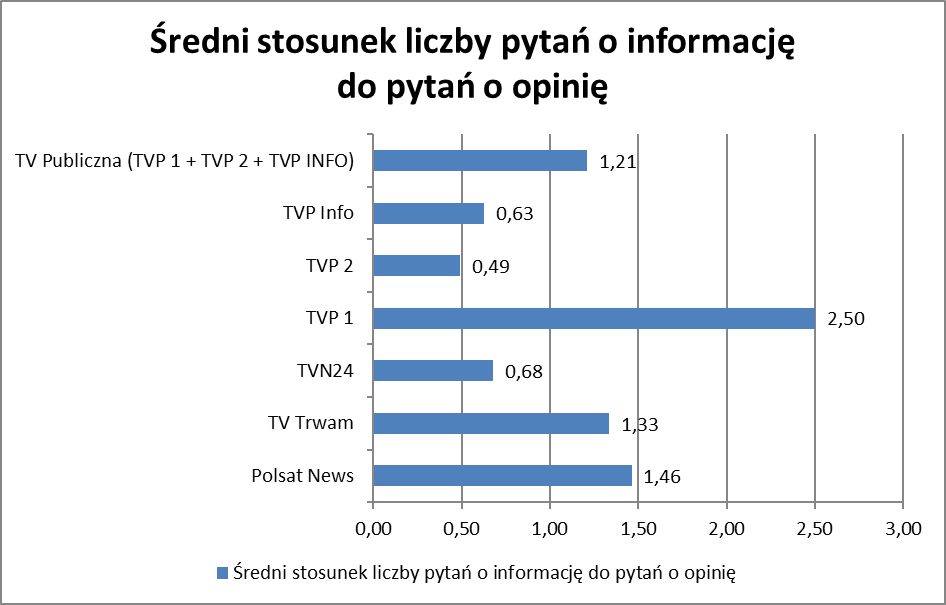 Średni stosunek liczby pytań o informację
do pytań o opinię
TV Publiczna (TVP 1 + TVP 2 + TVP INFO)
1,21
TVP Info
0,63
TVP 2
0,49
TVP 1
2,50
TVN24
0,68
TV Trwam
1,33
Polsat News
1,46
0,00 0,50 1,00 1,50 2,00 2,50 3,00
Średni stosunek liczby pytań o informację do pytań o opinię